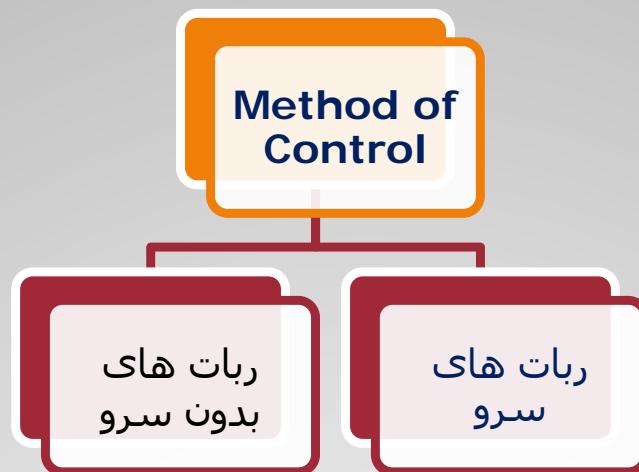 Method of
Control
ربات های
سرو
ربات های
بدون سرو